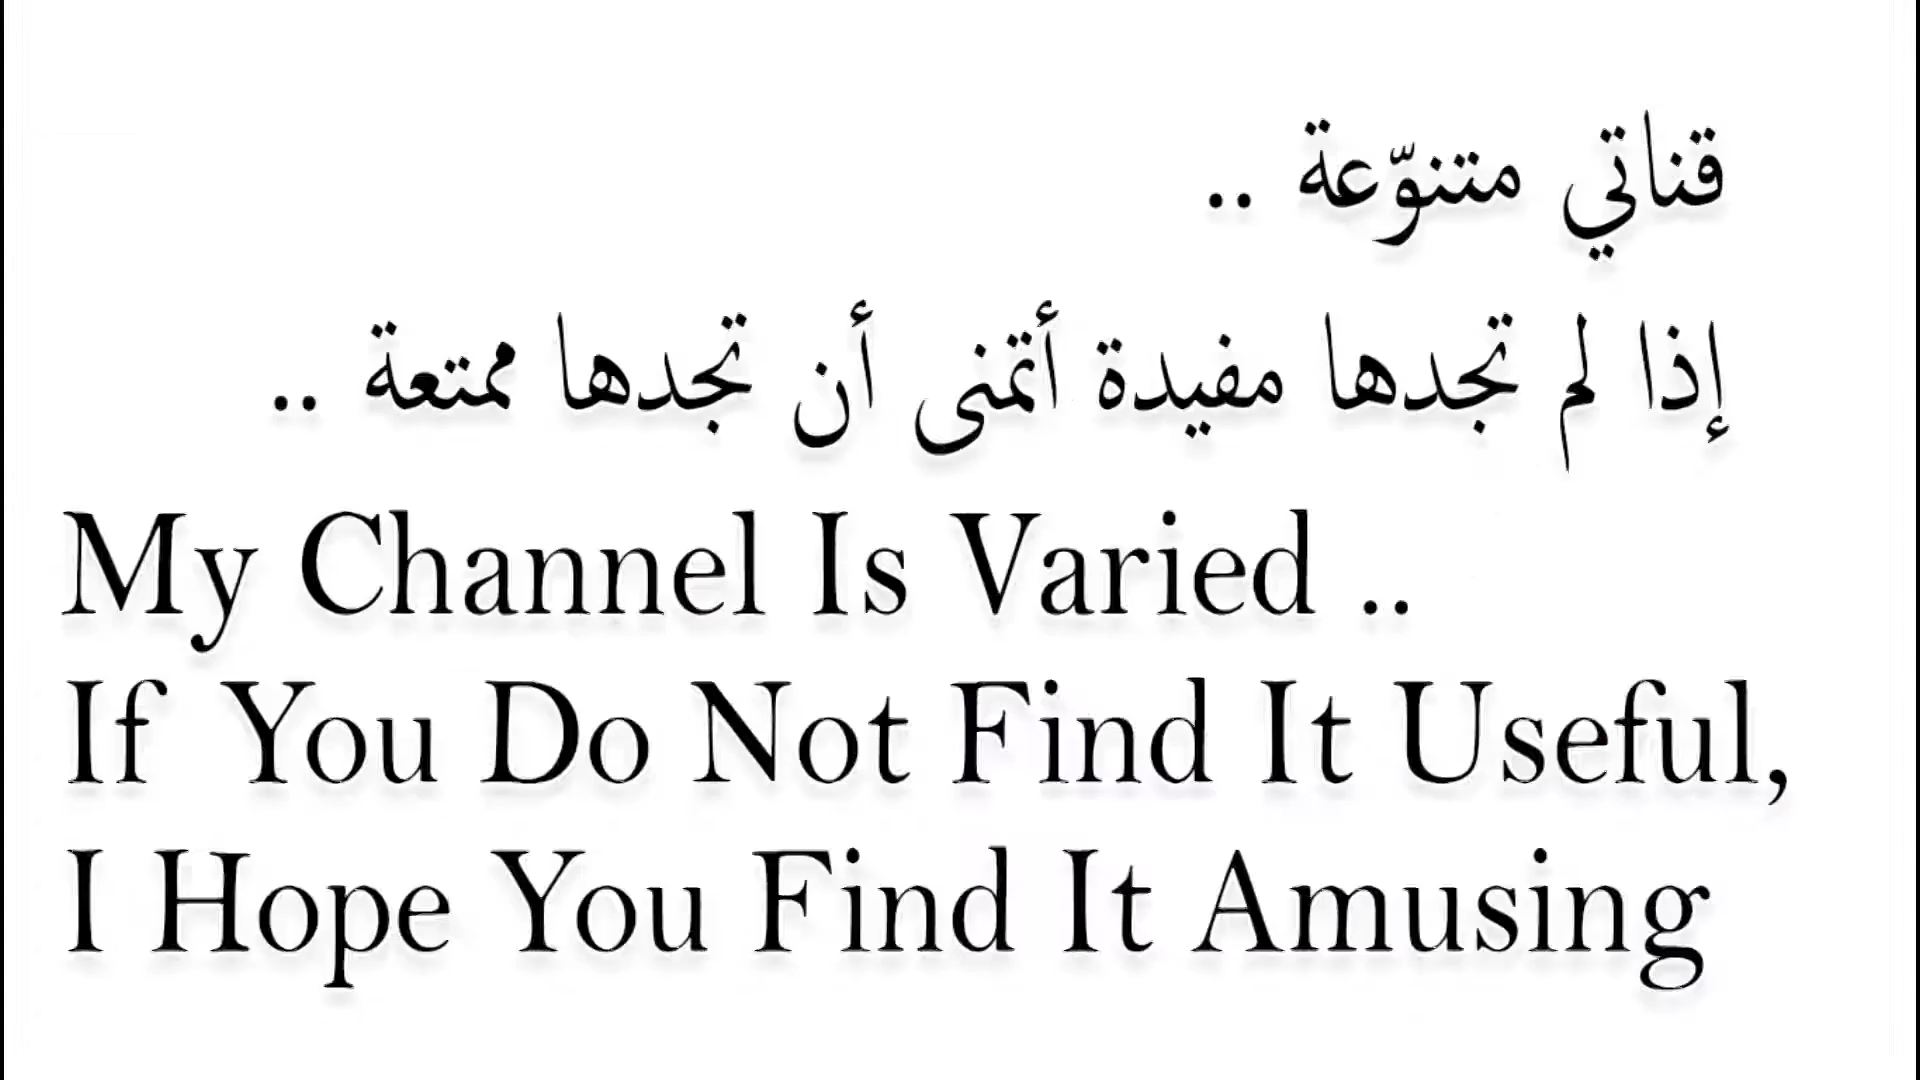 قناتي متنوّعة ..
إذا لم تجدها مفيدة أتمنى أن تجدها ممتعة ..
My Channel Is Varied ..
If You Do Not Find It Useful,
I Hope You Find It Amusing